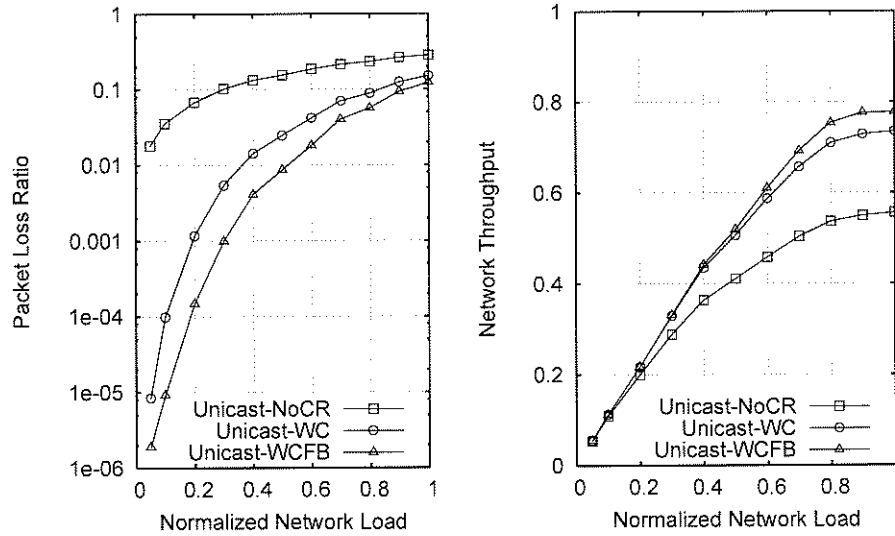 Packet Loss Ratio
1
0.1
0.01
0.001
1e-04
1e-05
1e-06
Unicast-NoCR
Unicast-WC
Unicast-WCFB
0 0.2 0.4 0.6 0.8 1
Normalized Network Load
Network Throughput
1
0.8
0.6
0.4
0.2
0
Unicast-NoCR
Unicast-WC
Unicast-WCFB
0 0.2 0.4 0.6 0.8 1
Normalized Network Load